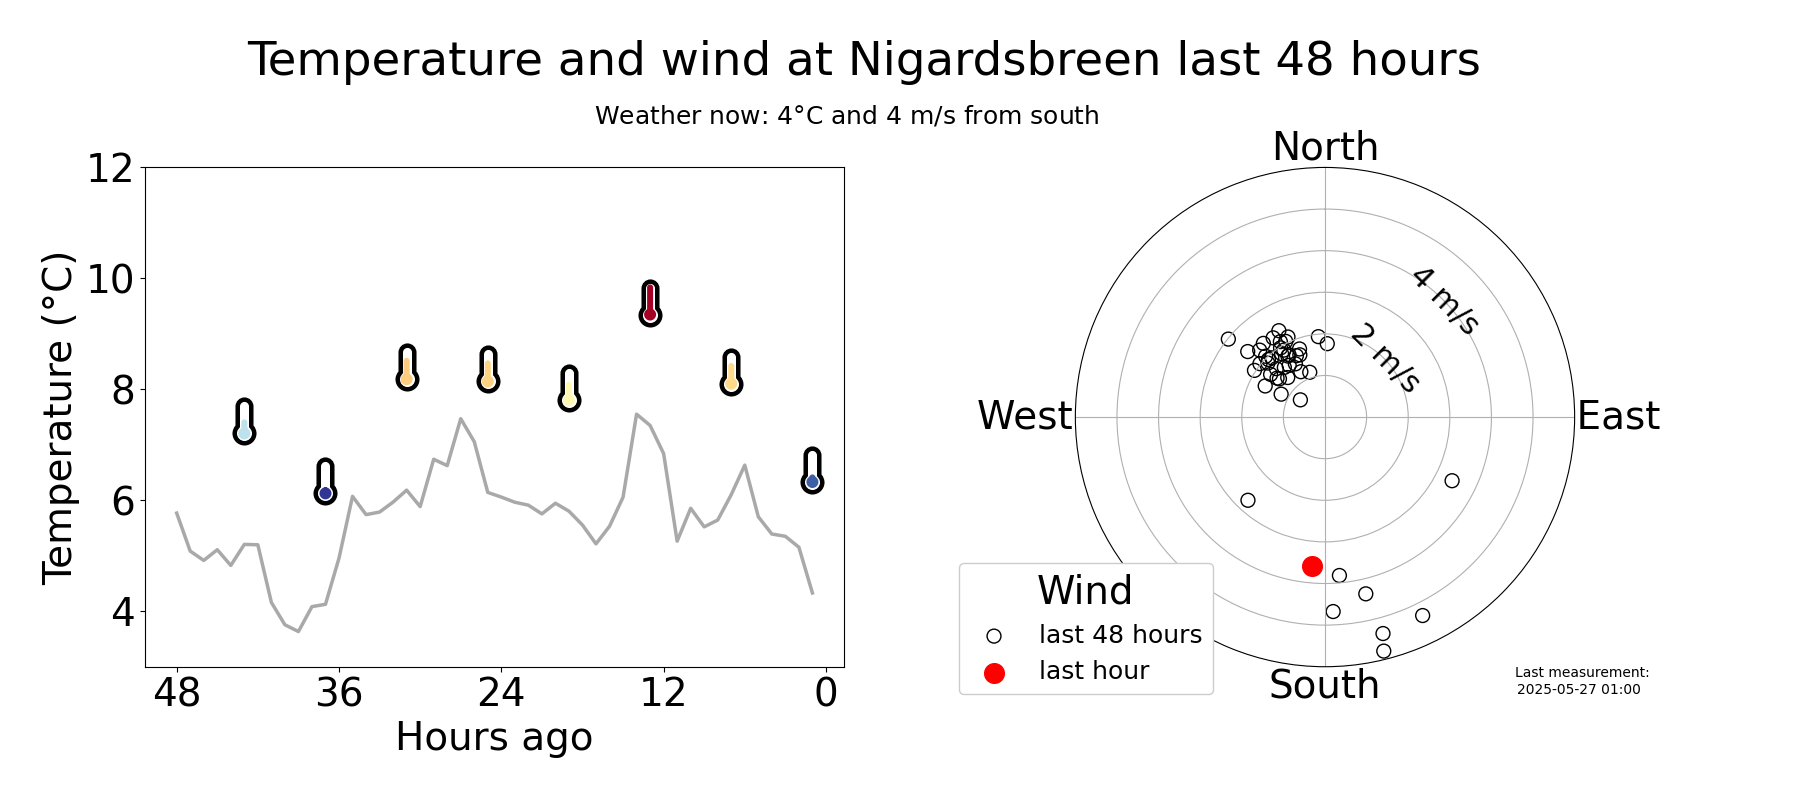 Temperature and wind at Nigardsbreen last 48 hours
Weather now: 4°C and 4 m/s from south
12
10
8
6
4
Temperature (°C)
48
36
24
12
0
Hours ago
North
West
East
South
4 m/s
2 m/s
Wind
last 48 hours
last hour
Last measurement:
2025-05-27 01:00